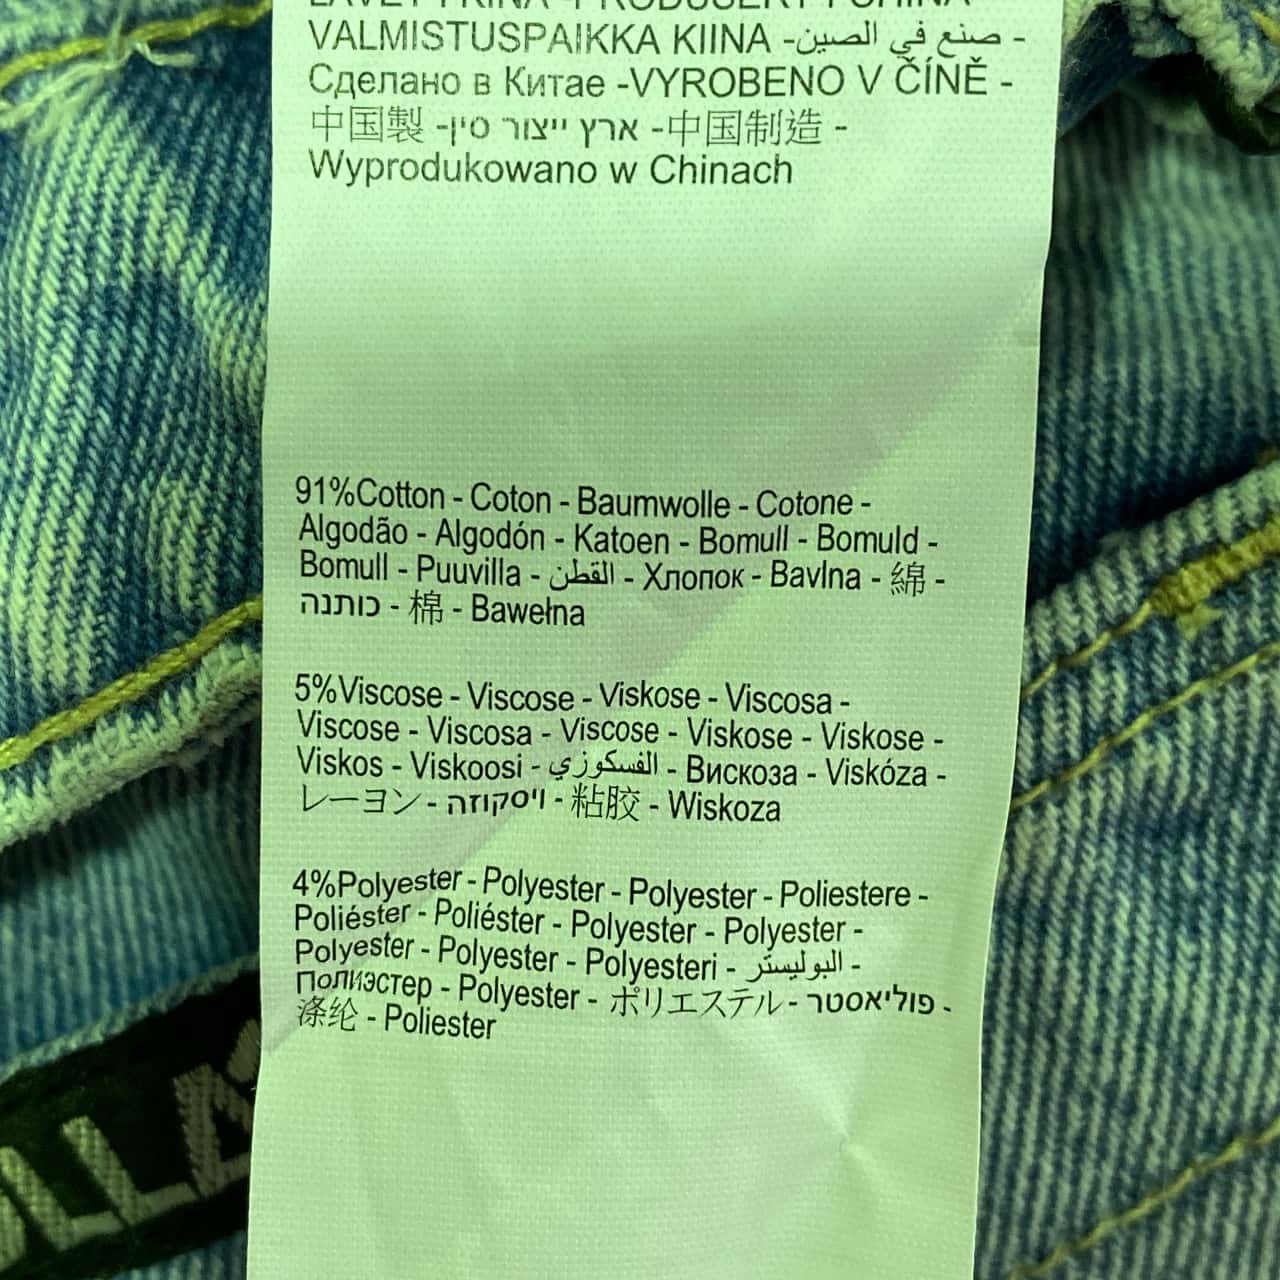 LAVET I KINA - PRODUSERT I CHINA
VALMISTUSPAIKKA KIINA -صنع في الصين -
Сделано в Китае -VYROBENO V ČÍNĚ -
中国製 -ארץ ייצור סין -中国制造 -
Wyprodukowano w Chinach
91%Cotton - Coton - Baumwolle - Cotone -
Algodão - Algodón - Katoen - Bomull - Bomuld -
Bomull - Puuvilla - القطن - Хлопок - Bavlna - 綿 -
כותנה - 棉 - Bawełna
5%Viscose - Viscose - Viskose - Viscosa -
Viscose - Viscosa - Viscose - Viskose - Viskose -
Viskos - Viskoosi - الفسكوزي - Вискоза - Viskóza -
レーヨン - ויסקוזה - 粘胶 - Wiskoza
4%Polyester - Polyester - Polyester - Poliestere -
Poliéster - Poliéster - Polyester - Polyester -
Polyester - Polyester - Polyesteri - البوليستر -
Полиэстер - Polyester - ポリエステル - פוליאסטר -
涤纶 - Poliester